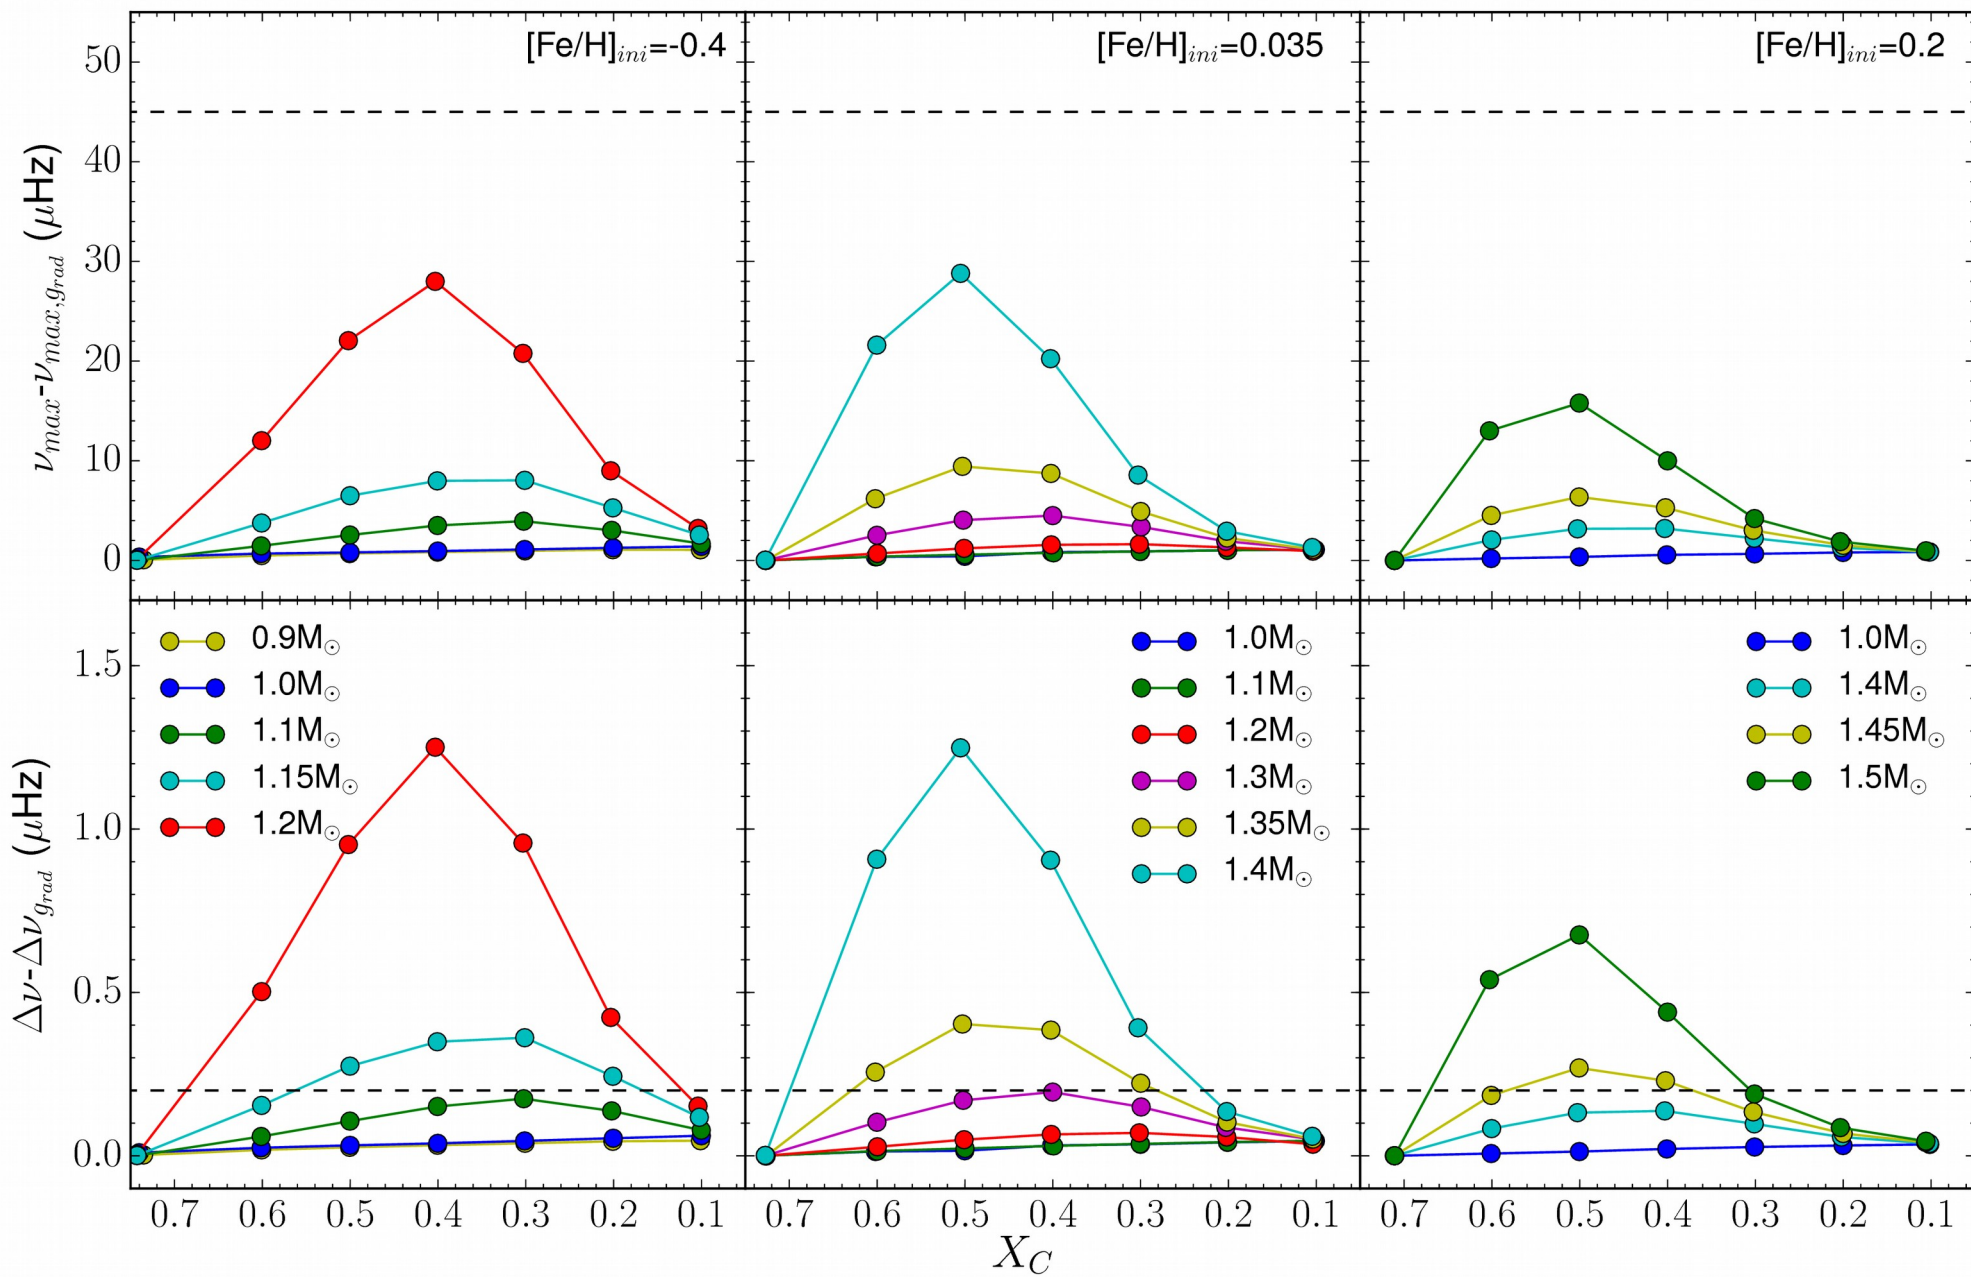 [Fe/H]ini=-0.4
[Fe/H]ini=0.035
[Fe/H]ini=0.2
νmax-νmax,grad (μHz)
50
40
30
20
10
0
Δν-Δνgrad (μHz)
1.5
1.0
0.5
0.0
0.9M☉
1.0M☉
1.1M☉
1.15M☉
1.2M☉
1.0M☉
1.1M☉
1.2M☉
1.3M☉
1.35M☉
1.4M☉
1.0M☉
1.4M☉
1.45M☉
1.5M☉
0.7 0.6 0.5 0.4 0.3 0.2 0.1 0.7 0.6 0.5 0.4 0.3 0.2 0.1 0.7 0.6 0.5 0.4 0.3 0.2 0.1
XC